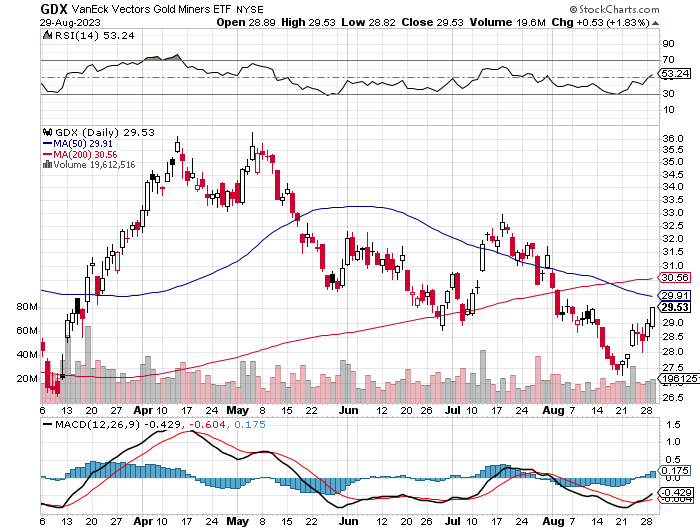 GDX VanEck Vectors Gold Miners ETF NYSE © StockCharts.com
29-Aug-2023 Open 28.89 High 29.53 Low 28.82 Close 29.53 Volume 19.6M Chg +0.53 (+1.83%)
RSI(14) 53.24
90
70
53.24
30
10
GDX (Daily) 29.53
MA(50) 29.91
MA(200) 30.56
Volume 19,612,516
36.0
35.5
35.0
34.5
34.0
33.5
33.0
32.5
32.0
31.5
31.0
30.56
29.91
29.53
29.0
28.5
28.0
27.5
196125
26.5
80M
60M
40M
20M
6 13 20 27 Apr 10 17 24 May 8 15 22 Jun 12 20 26 Jul 10 17 24 Aug 7 14 21 28
MACD(12,26,9) -0.429, -0.604, 0.175
1.5
1.0
0.5
0.175
-0.429
-0.604
6 13 20 27 Apr 10 17 24 May 8 15 22 Jun 12 20 26 Jul 10 17 24 Aug 7 14 21 28